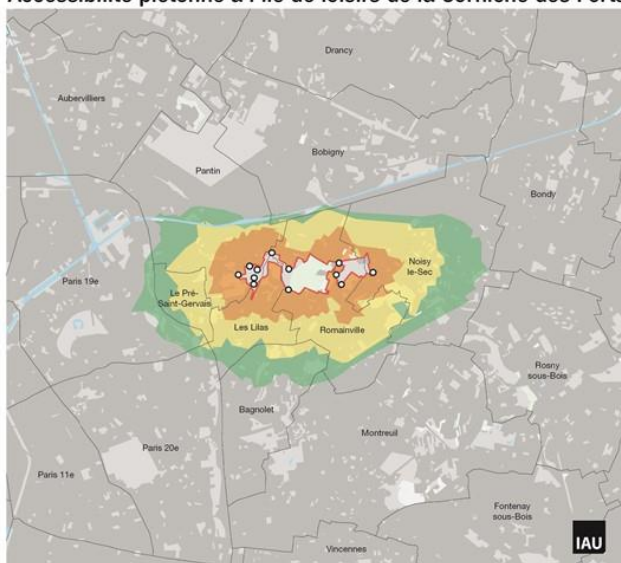 Accessibilité piétonne à l'île de loisirs de la Corniche des Forts
Drancy
Aubervilliers
Bobigny
Pantin
Bondy
Paris 19e
Noisy
le-Sec
Le Pré-
Saint-Gervais
Les Lilas
Romainville
Rosny
sous-Bois
Bagnolet
Montreuil
Paris 20e
Paris 11e
Fontenay
sous-Bois
Vincennes
IAU